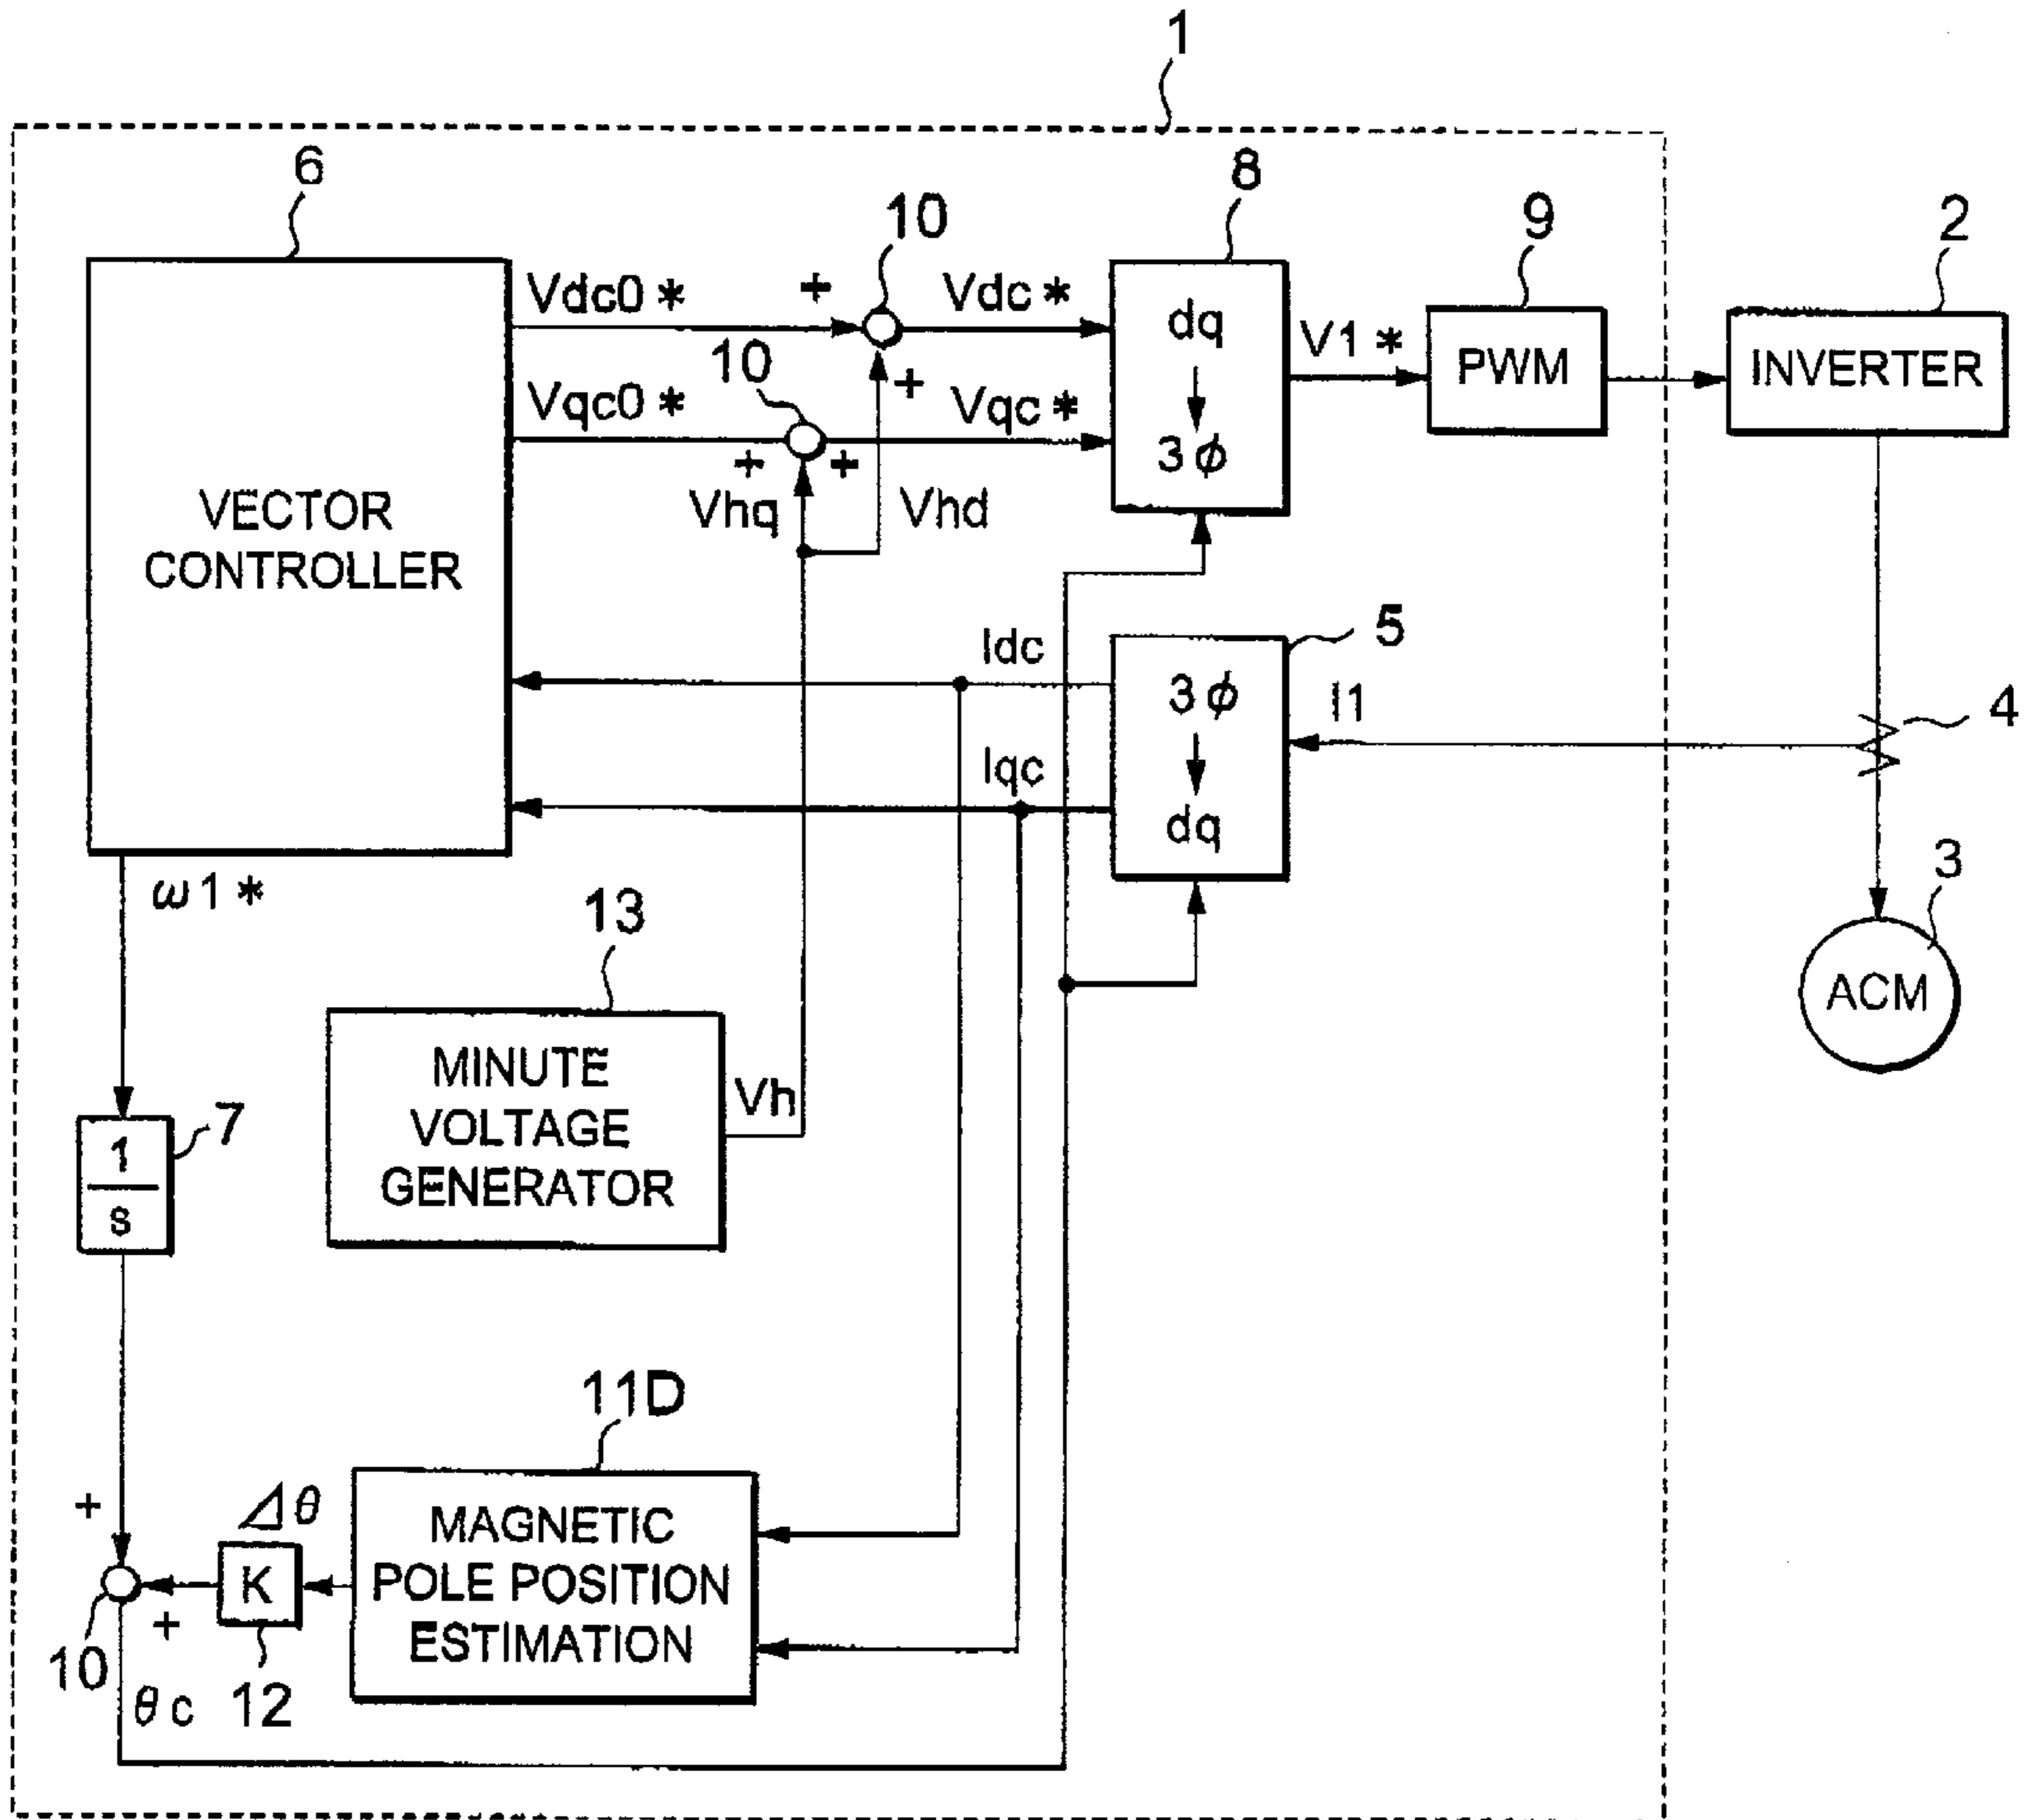 1
6
10
8
9
2
Vdc0*
+
Vdc*
dq
3φ
V1*
PWM
INVERTER
10
+
Vqc0*
Vqc*
+
+
Vhq
Vhd
VECTOR
CONTROLLER
5
Idc
3φ
dq
I1
4
Iqc
3
ω1*
13
ACM
MINUTE
VOLTAGE
GENERATOR
Vh
7
1
s
11D
+
Δθ
MAGNETIC
POLE POSITION
ESTIMATION
K
+
10
12
θc